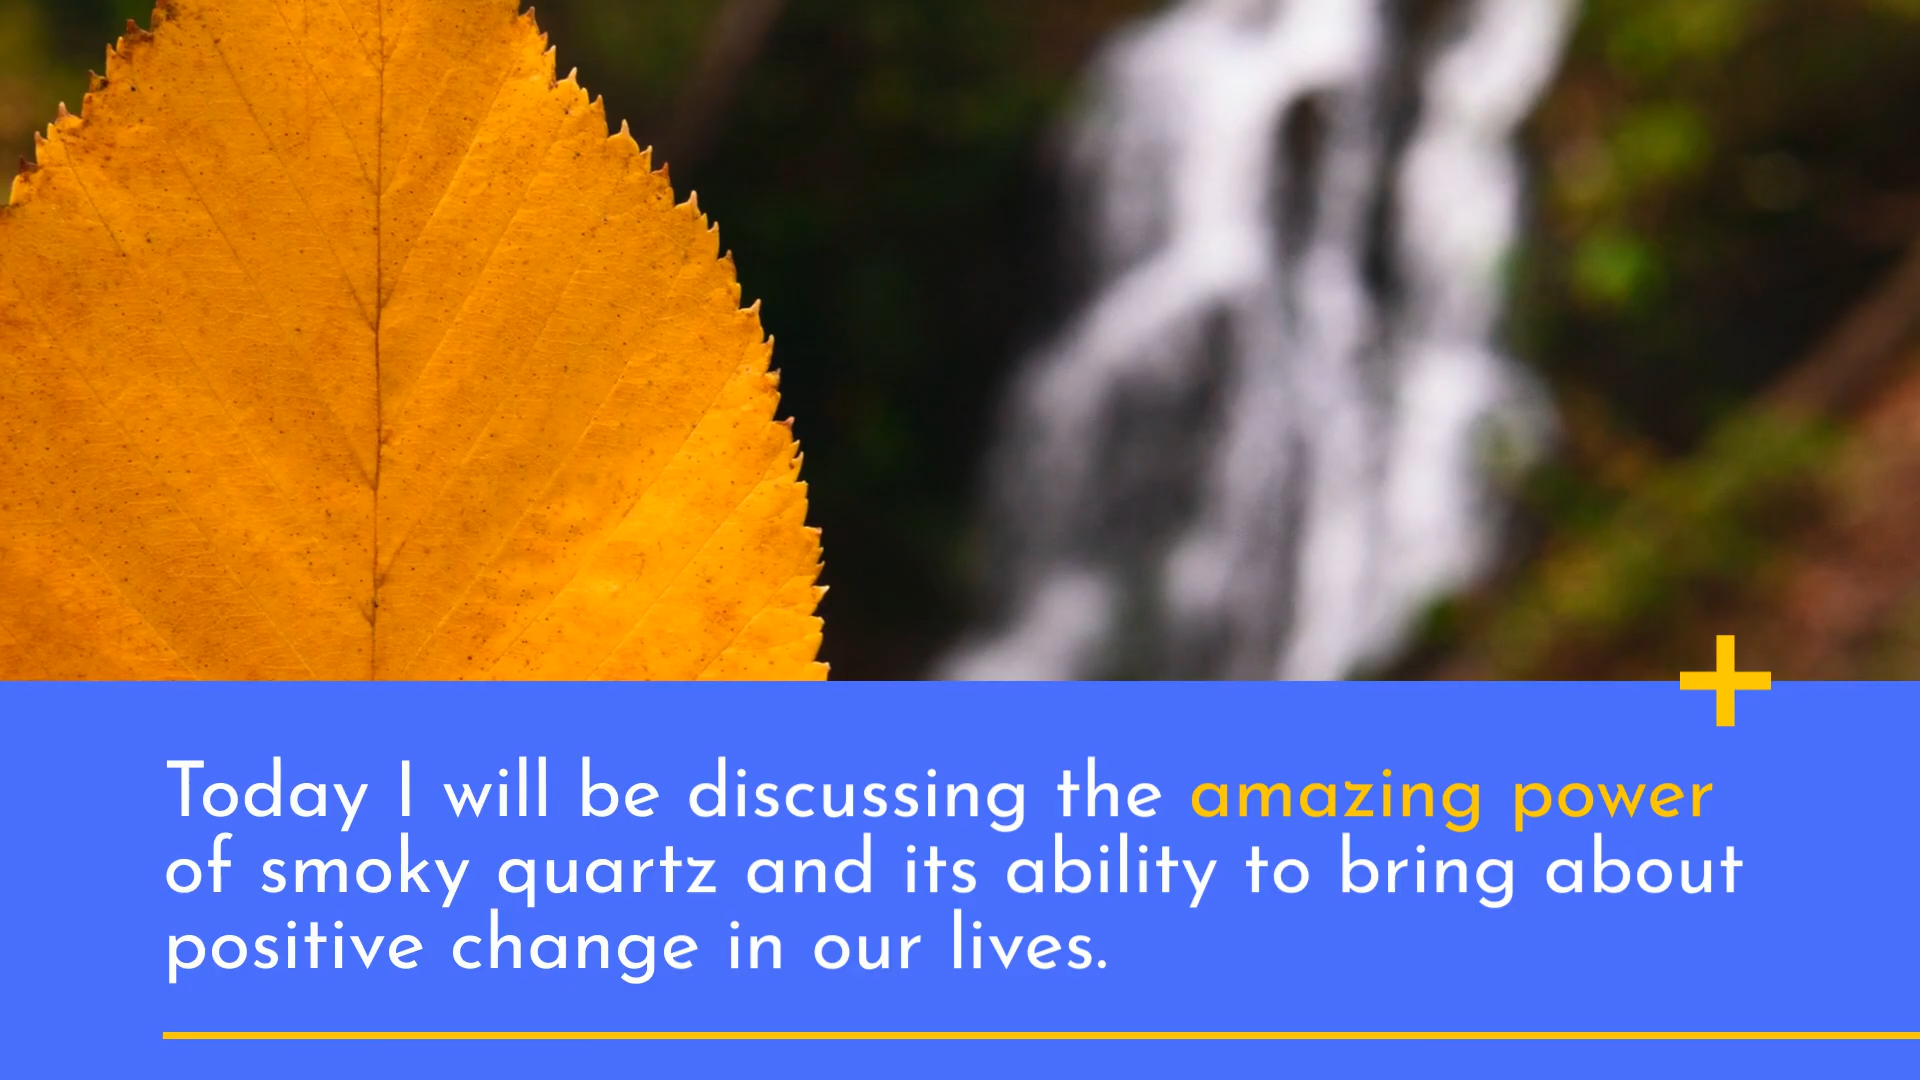 Today I will be discussing the amazing power
of smoky quartz and its ability to bring about
positive change in our lives.